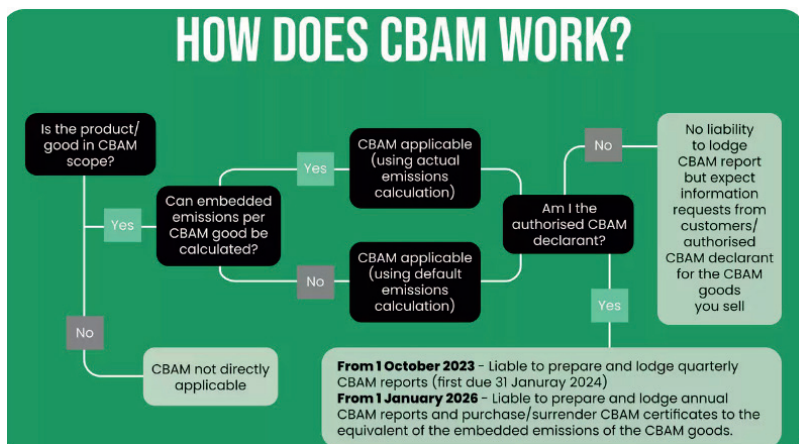 HOW DOES CBAM WORK?
Is the product/
good in CBAM
scope?
Yes
No
CBAM not directly
applicable
Can embedded
emissions per
CBAM good be
calculated?
Yes
CBAM applicable
(using actual
emissions
calculation)
No
CBAM applicable
(using default
emissions
calculation)
Am I the
authorised CBAM
declarant?
No
No liability
to lodge
CBAM report
but expect
information
requests from
customers/
authorised
CBAM declarant
for the CBAM
goods
you sell
Yes
From 1 October 2023 - Liable to prepare and lodge quarterly
CBAM reports (first due 31 Januray 2024)
From 1 January 2026 - Liable to prepare and lodge annual
CBAM reports and purchase/surrender CBAM certificates to the
equivalent of the embedded emissions of the CBAM goods.